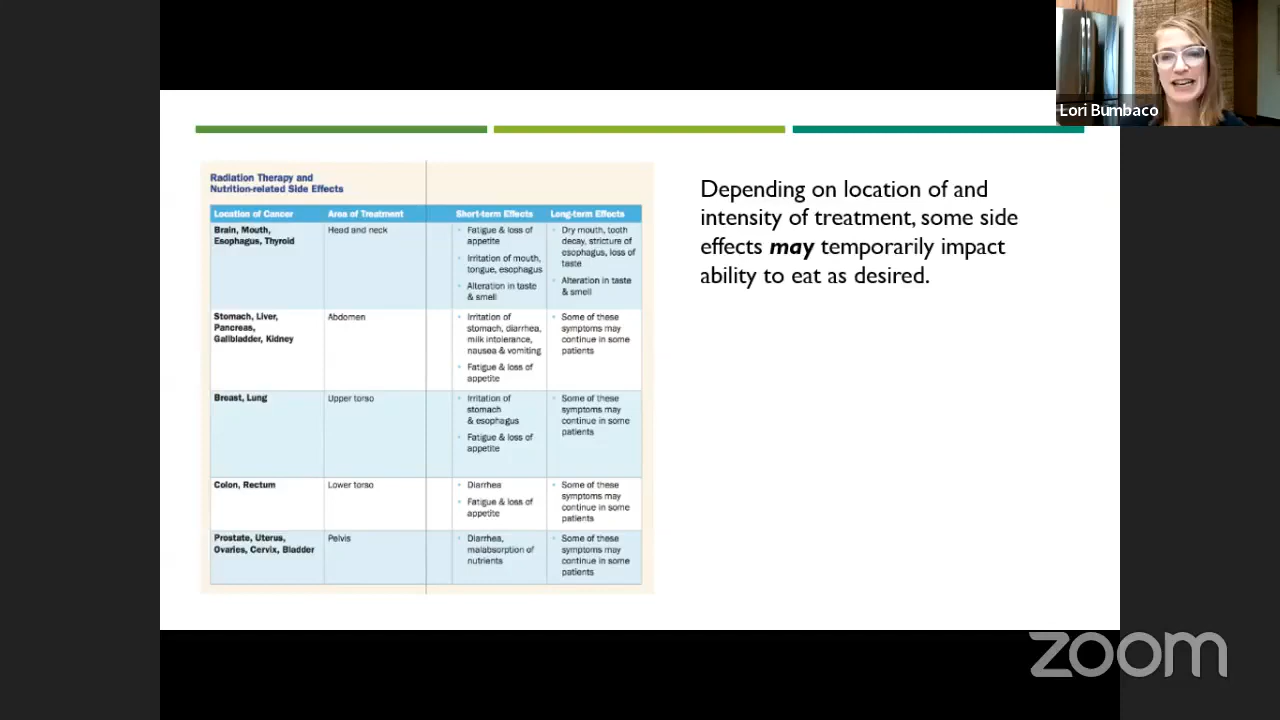 Lori Bumbaco
Radiation Therapy and
Nutrition-related Side Effects
Location of Cancer
Area of Treatment
Short-term Effects
Long-term Effects
Brain, Mouth,
Esophagus, Thyroid
Head and neck
Fatigue & loss of
appetite
Irritation of mouth,
tongue, esophagus
Alteration in taste
& smell
Dry mouth, tooth
decay, stricture of
esophagus, loss of
taste
Alteration in taste
& smell
Stomach, Liver,
Pancreas,
Gallbladder, Kidney
Abdomen
Irritation of
stomach, diarrhea,
milk intolerance,
nausea & vomiting
Fatigue & loss of
appetite
Some of these
symptoms may
continue in some
patients
Breast, Lung
Upper torso
Irritation of
stomach
& esophagus
Fatigue & loss of
appetite
Some of these
symptoms may
continue in some
patients
Colon, Rectum
Lower torso
Diarrhea
Fatigue & loss of
appetite
Some of these
symptoms may
continue in some
patients
Prostate, Uterus,
Ovaries, Cervix, Bladder
Pelvis
Diarrhea,
malabsorption of
nutrients
Some of these
symptoms may
continue in some
patients
Depending on location of and
intensity of treatment, some side
effects may temporarily impact
ability to eat as desired.
zoom